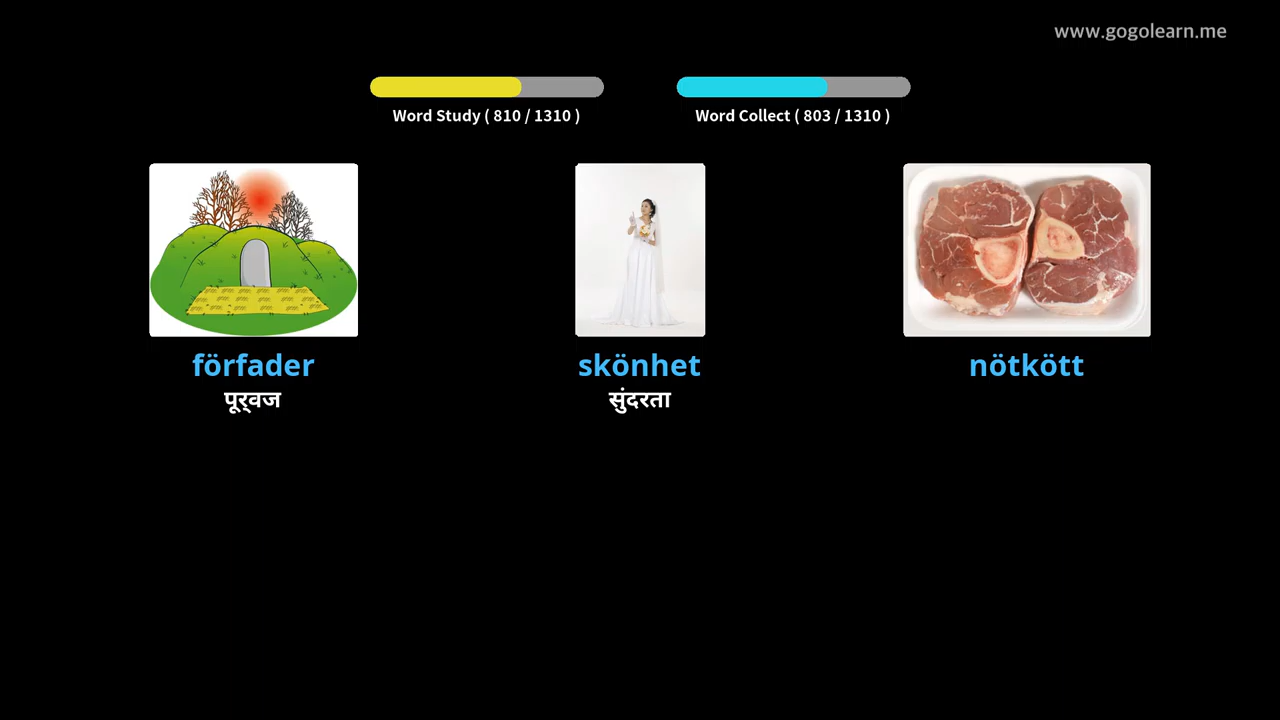 www.gogolearn.me
Word Study ( 810 / 1310 )
Word Collect ( 803 / 1310 )
förfader
पूर्वज
skönhet
सुंदरता
nötkött